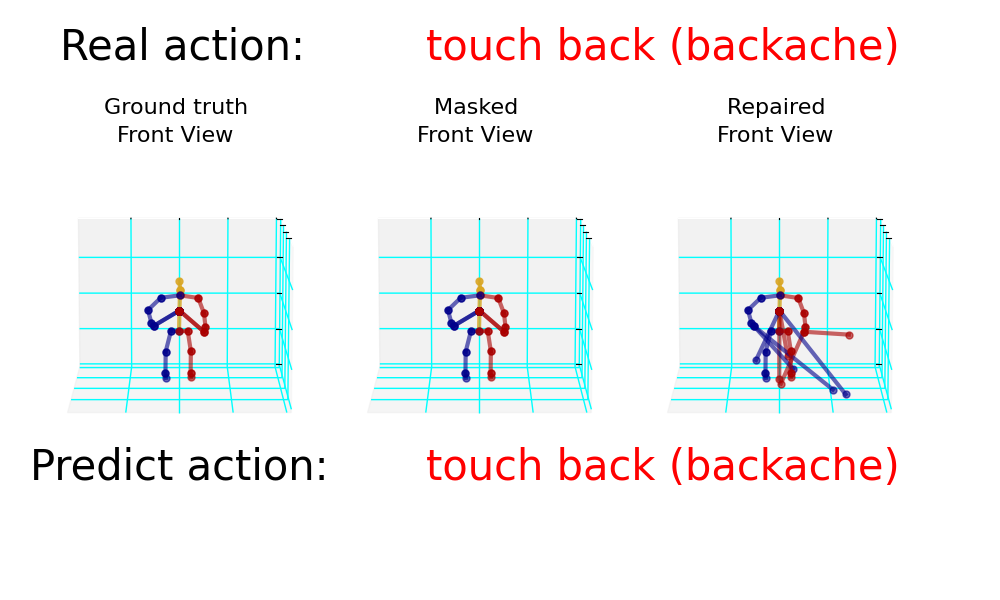 Real action: touch back (backache)
Ground truth Masked Repaired
Front View Front View Front View
Predict action: touch back (backache)